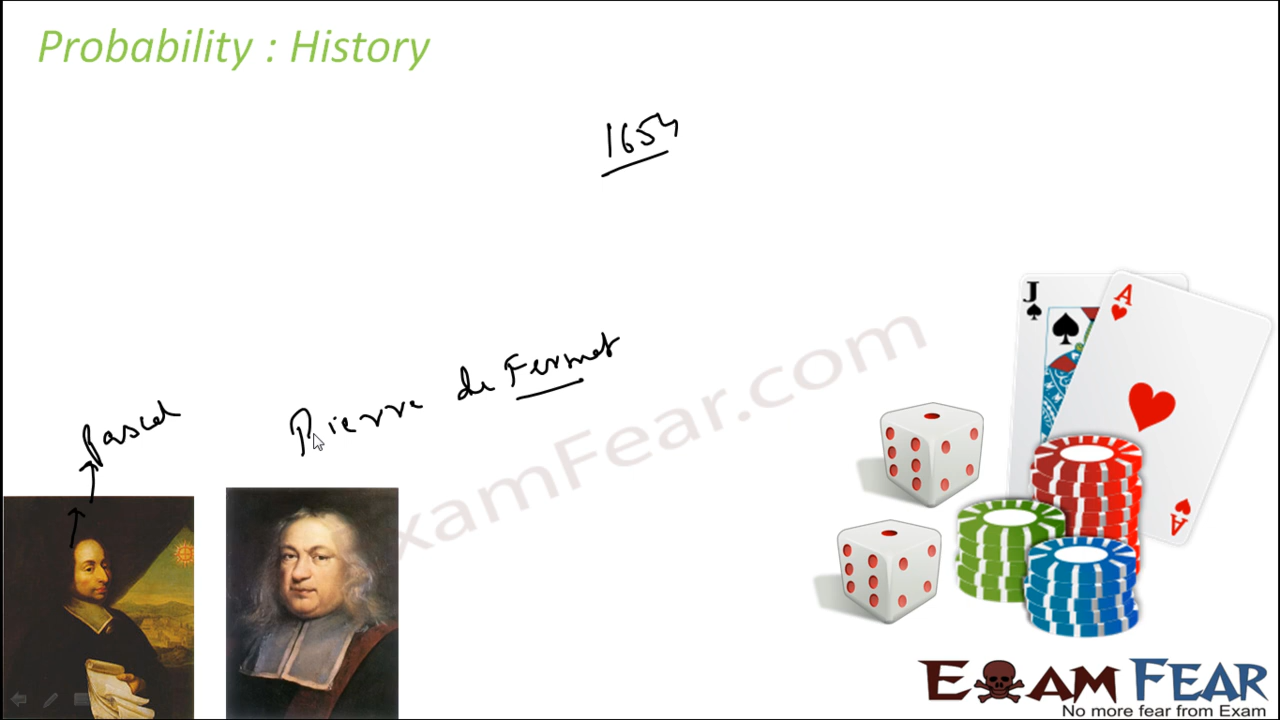 Probability : History
1654
Pierre de Fermat
Pascal
examFear.com
J
A
A
EXAM FEAR
No more fear from Exam